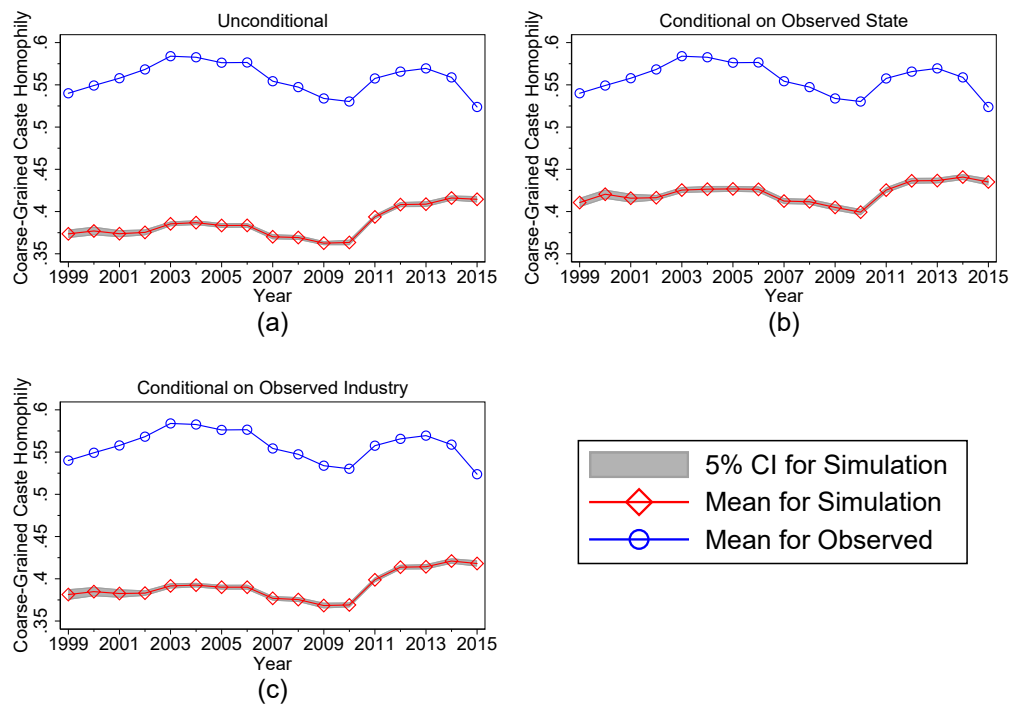 Unconditional
Coarse-Grained Caste Homophily
.6
.55
.5
.45
.4
.35
1999 2001 2003 2005 2007 2009 2011 2013 2015
Year
(a)
Conditional on Observed State
Coarse-Grained Caste Homophily
.6
.55
.5
.45
.4
.35
1999 2001 2003 2005 2007 2009 2011 2013 2015
Year
(b)
Conditional on Observed Industry
Coarse-Grained Caste Homophily
.6
.55
.5
.45
.4
.35
1999 2001 2003 2005 2007 2009 2011 2013 2015
Year
(c)
5% CI for Simulation
Mean for Simulation
Mean for Observed